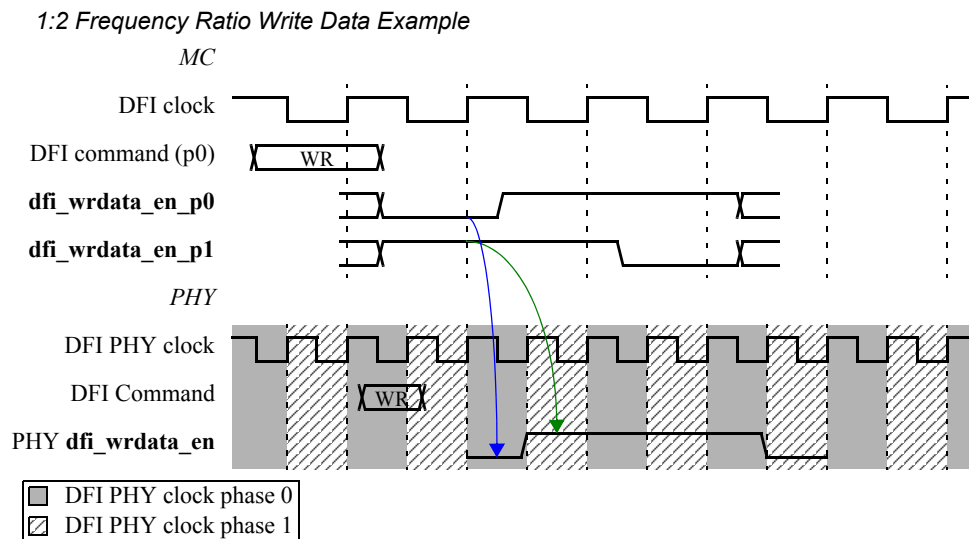 1:2 Frequency Ratio Write Data Example
MC
DFI clock
DFI command (p0)
WR
dfi_wrdata_en_p0
dfi_wrdata_en_p1
PHY
DFI PHY clock
DFI Command
WR
PHY dfi_wrdata_en
DFI PHY clock phase 0
DFI PHY clock phase 1